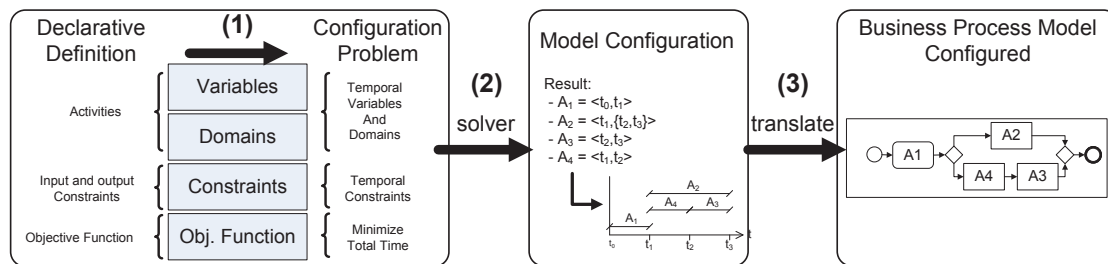 Declarative
Definition
(1)
Configuration
Problem
Activities
Variables
Domains
Temporal
Variables
And
Domains
Input and output
Constraints
Constraints
Temporal
Constraints
Objective Function
Obj. Function
Minimize
Total Time
(2)
solver
Model Configuration
Result:
- A1 = <t0,t1>
- A2 = <t1,{t2,t3}>
- A3 = <t2,t3>
- A4 = <t1,t2>
A2
A4
A3
A1
t0
t1
t2
t3
t
(3)
translate
Business Process Model
Configured
A1
A2
A4
A3